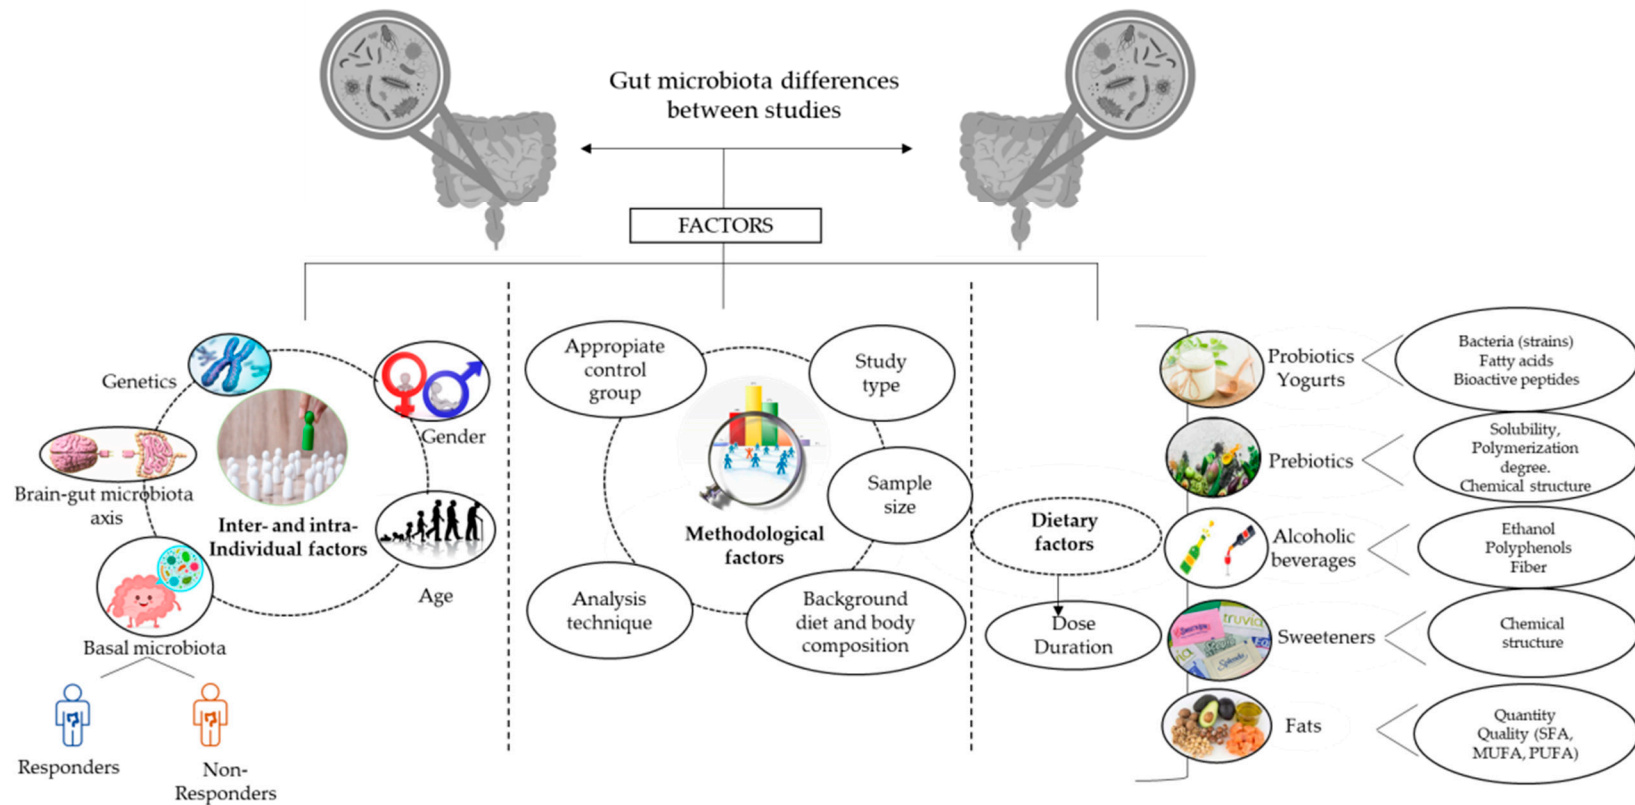 Gut microbiota differences
between studies
FACTORS
Genetics
Gender
Brain-gut microbiota
axis
Inter- and intra-
Individual factors
Age
Basal microbiota
Responders
Non-
Responders
Appropiate
control
group
Study
type
Sample
size
Methodological
factors
Analysis
technique
Background
diet and body
composition
Dietary
factors
Dose
Duration
Probiotics
Yogurts
Bacteria (strains)
Fatty acids
Bioactive peptides
Prebiotics
Solubility,
Polymerization
degree.
Chemical structure
Alcoholic
beverages
Ethanol
Polyphenols
Fiber
truvia
Splenda
Sweeteners
Chemical
structure
Fats
Quantity
Quality (SFA,
MUFA, PUFA)